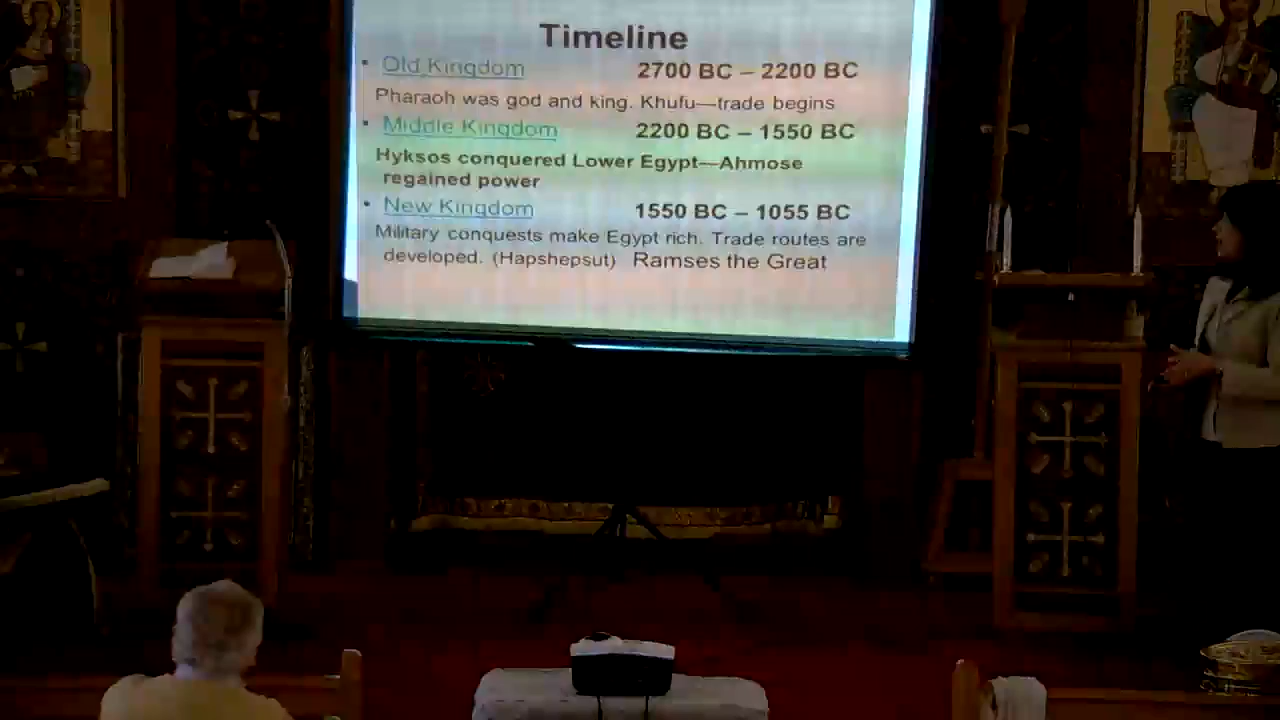 Timeline
• Old Kingdom 2700 BC – 2200 BC
Pharaoh was god and king. Khufu—trade begins
• Middle Kingdom 2200 BC – 1550 BC
Hyksos conquered Lower Egypt—Ahmose
regained power
• New Kingdom 1550 BC – 1055 BC
Military conquests make Egypt rich. Trade routes are
developed. (Hapshepsut) Ramses the Great